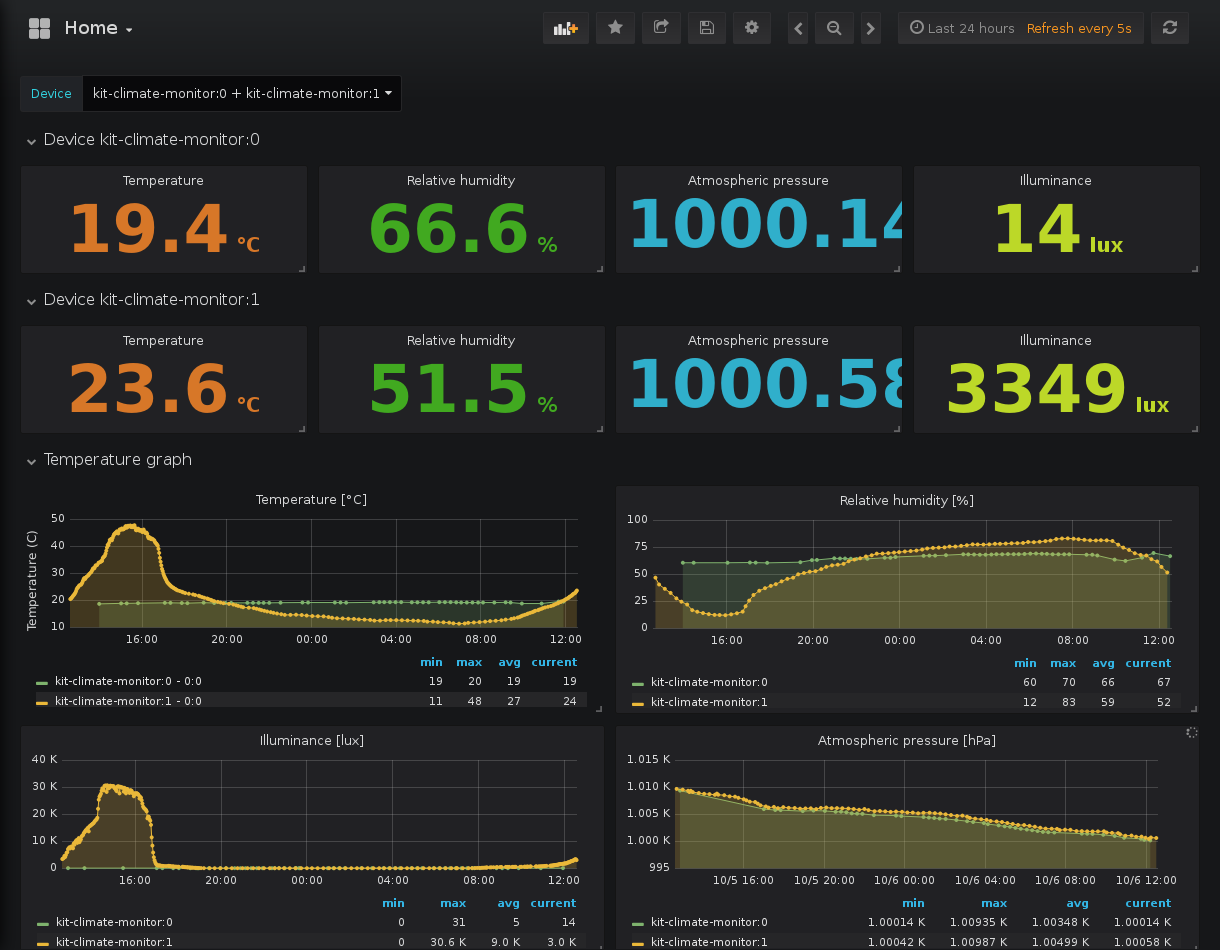 Home
Last 24 hours Refresh every 5s
Device kit-climate-monitor:0 + kit-climate-monitor:1
Device kit-climate-monitor:0
Temperature Relative humidity Atmospheric pressure Illuminance
19.4 °C 66.6 % 1000.14 14 lux
Device kit-climate-monitor:1
Temperature Relative humidity Atmospheric pressure Illuminance
23.6 °C 51.5 % 1000.58 3349 lux
Temperature graph
Temperature [°C]
Temperature (C)
50
40
30
20
10
16:00 20:00 00:00 04:00 08:00 12:00
min max avg current
kit-climate-monitor:0 - 0:0 19 20 19 19
kit-climate-monitor:1 - 0:0 11 48 27 24
Relative humidity [%]
100
75
50
25
0
16:00 20:00 00:00 04:00 08:00 12:00
min max avg current
kit-climate-monitor:0 60 70 66 67
kit-climate-monitor:1 12 83 59 52
Illuminance [lux]
40 K
30 K
20 K
10 K
0
16:00 20:00 00:00 04:00 08:00 12:00
min max avg current
kit-climate-monitor:0 0 31 5 14
kit-climate-monitor:1 0 30.6 K 9.0 K 3.0 K
Atmospheric pressure [hPa]
1.015 K
1.010 K
1.005 K
1.000 K
995
10/5 16:00 10/5 20:00 10/6 00:00 10/6 04:00 10/6 08:00 10/6 12:00
min max avg current
kit-climate-monitor:0 1.00014 K 1.00935 K 1.00348 K 1.00014 K
kit-climate-monitor:1 1.00042 K 1.00987 K 1.00499 K 1.00058 K